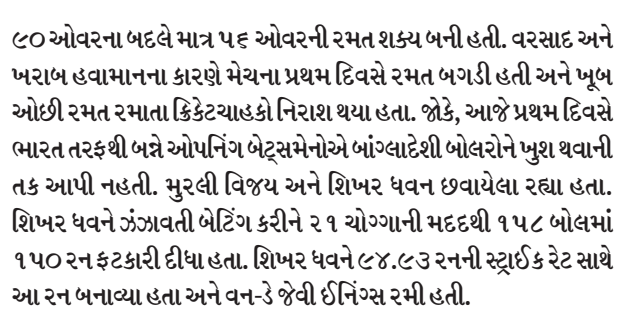 ૯૦ ઓવરના બદલે માત્ર ૫૬ ઓવરની રમત શક્ય બની હતી. વરસાદ અને
ખરાબ હવામાનના કારણે મેચના પ્રથમ દિવસે રમત બગડી હતી અને ખૂબ
ઓછી રમત રમાતા ક્રિકેટચાહકો નિરાશ થયા હતા. જોકે, આજે પ્રથમ દિવસે
ભારત તરફથી બન્ને ઓપનિંગ બેટ્સમેનોએ બાંગ્લાદેશી બોલરોને ખુશ થવાની
તક આપી નહતી. મુરલી વિજય અને શિખર ધવન છવાયેલા રહ્યા હતા.
શિખર ધવને ઝંઝાવતી બેટિંગ કરીને ૨૧ ચોગ્ગાની મદદથી ૧૫૮ બોલમાં
૧૫૦ રન ફટકારી દીધા હતા. શિખર ધવને ૯૪.૯૩ રનની સ્ટ્રાઈક રેટ સાથે
આ રન બનાવ્યા હતા અને વન-ડે જેવી ઈનિંગ્સ રમી હતી.